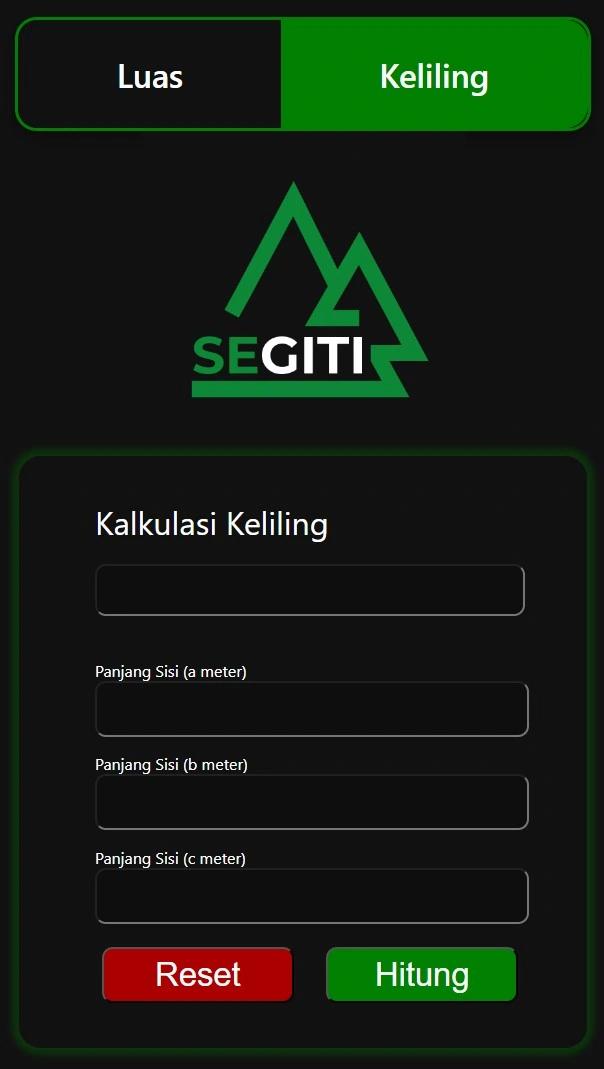 Luas
Keliling
SEGITI
Kalkulasi Keliling
Panjang Sisi (a meter)
Panjang Sisi (b meter)
Panjang Sisi (c meter)
Reset
Hitung